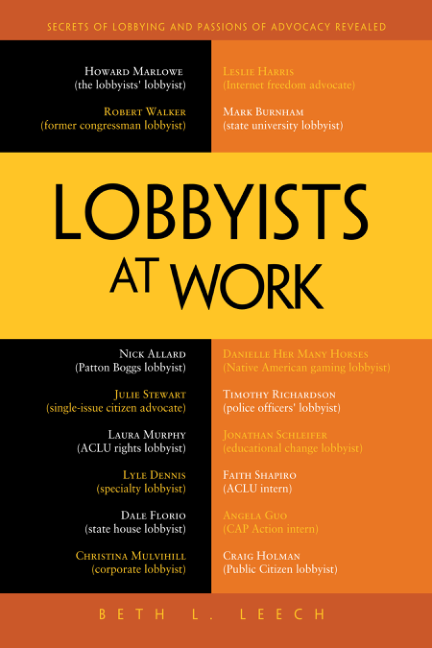 SECRETS OF LOBBYING AND PASSIONS OF ADVOCACY REVEALED
HOWARD MARLOWE
(the lobbyists' lobbyist)
ROBERT WALKER
(former congressman lobbyist)
LESLIE HARRIS
(Internet freedom advocate)
MARK BURNHAM
(state university lobbyist)
LOBBYISTS
AT WORK
NICK ALLARD
(Patton Boggs lobbyist)
JULIE STEWART
(single-issue citizen advocate)
LAURA MURPHY
(ACLU rights lobbyist)
LYLE DENNIS
(specialty lobbyist)
DALE FLORIO
(state house lobbyist)
CHRISTINA MULVIHILL
(corporate lobbyist)
DANIELLE HER MANY HORSES
(Native American gaming lobbyist)
TIMOTHY RICHARDSON
(police officers' lobbyist)
JONATHAN SCHLEIFER
(educational change lobbyist)
FAITH SHAPIRO
(ACLU intern)
ANGELA GUO
(CAP Action intern)
CRAIG HOLMAN
(Public Citizen lobbyist)
BETH L. LEECH